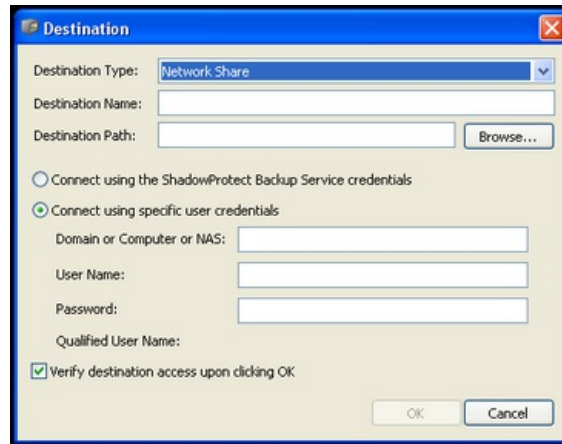 Destination
Destination Type: Network Share
Destination Name:
Destination Path: Browse...
Connect using the ShadowProtect Backup Service credentials
Connect using specific user credentials
Domain or Computer or NAS:
User Name:
Password:
Qualified User Name:
Verify destination access upon clicking OK
OK Cancel